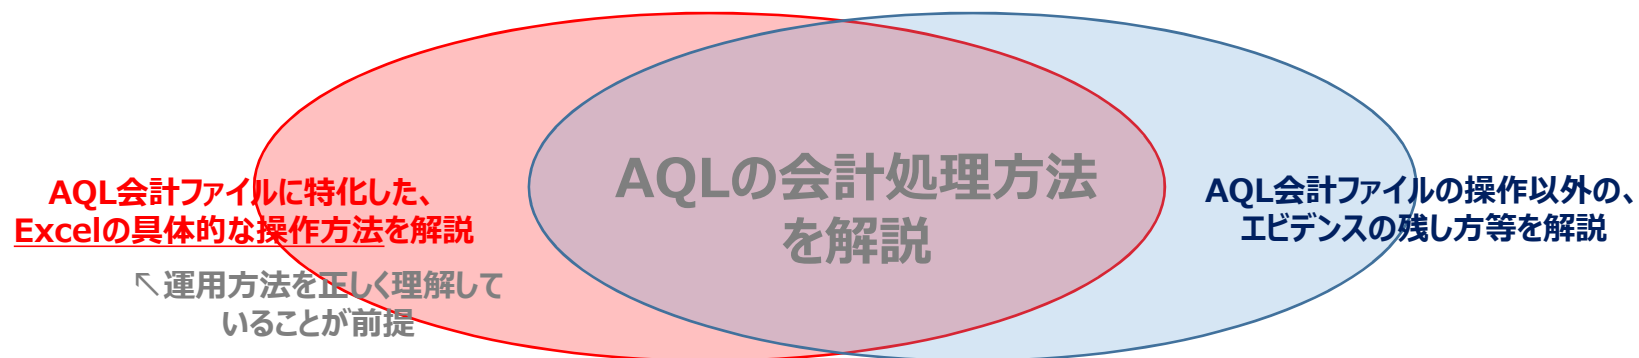 AQLの会計処理方法
を解説
AQL会計ファイルに特化した、
Excelの具体的な操作方法を解説
↖運用方法を正しく理解して
いることが前提
AQL会計ファイルの操作以外の、
エビデンスの残し方等を解説